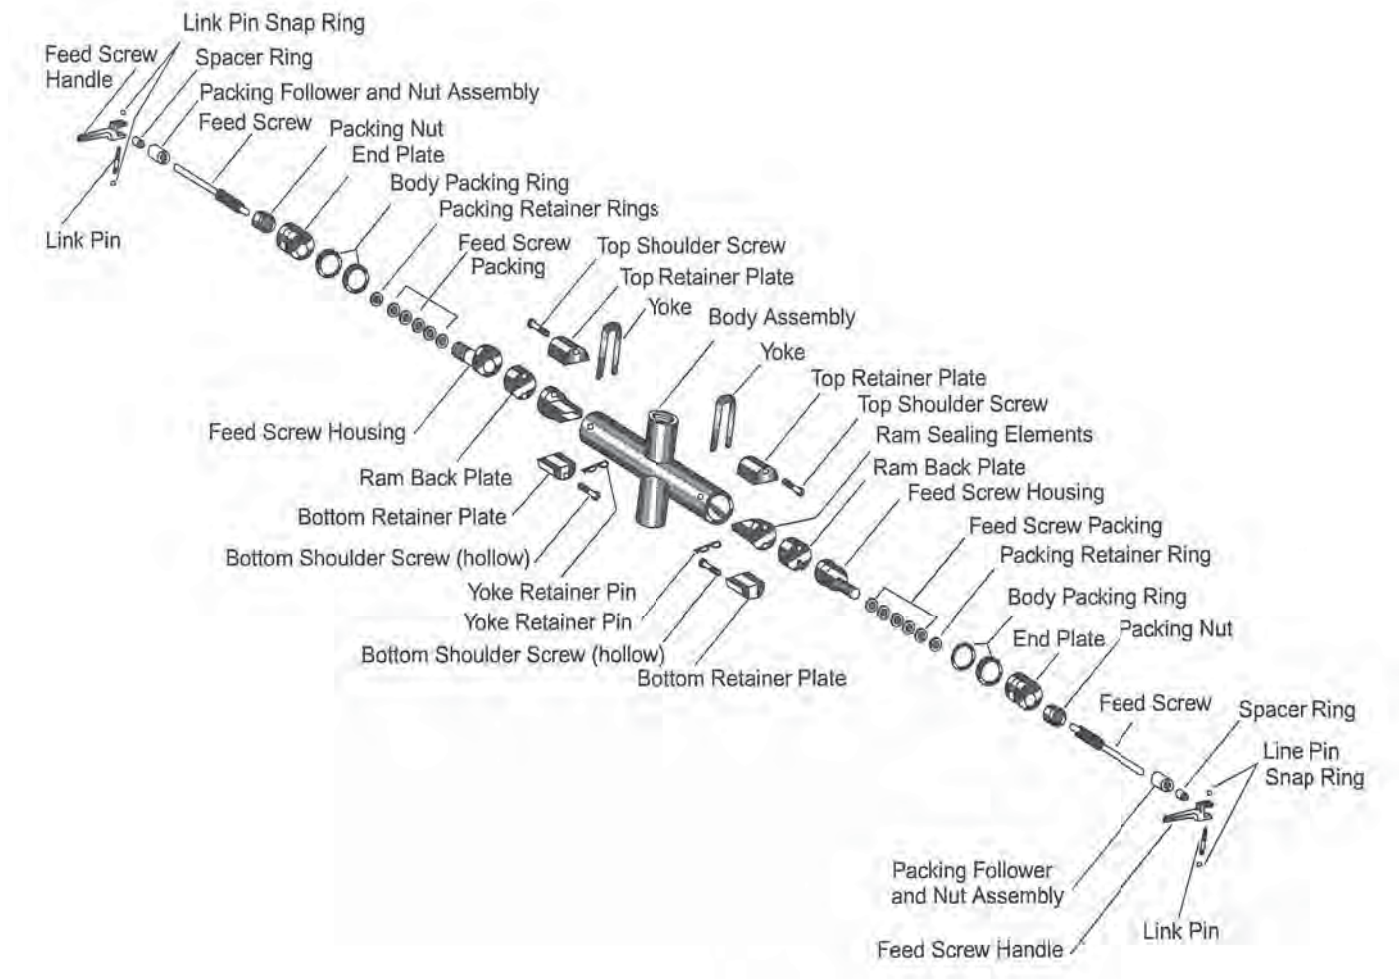 Link Pin Snap Ring
Feed Screw
Handle
Spacer Ring
Packing Follower and Nut Assembly
Feed Screw
Packing Nut
End Plate
Body Packing Ring
Packing Retainer Rings
Link Pin
Feed Screw
Packing
Top Shoulder Screw
Top Retainer Plate
Yoke
Body Assembly
Yoke
Top Retainer Plate
Top Shoulder Screw
Feed Screw Housing
Ram Sealing Elements
Ram Back Plate
Ram Back Plate
Feed Screw Housing
Bottom Retainer Plate
Feed Screw Packing
Bottom Shoulder Screw (hollow)
Packing Retainer Ring
Yoke Retainer Pin
Body Packing Ring
Yoke Retainer Pin
Packing Nut
End Plate
Bottom Shoulder Screw (hollow)
Bottom Retainer Plate
Feed Screw
Spacer Ring
Line Pin
Snap Ring
Packing Follower
and Nut Assembly
Link Pin
Feed Screw Handle